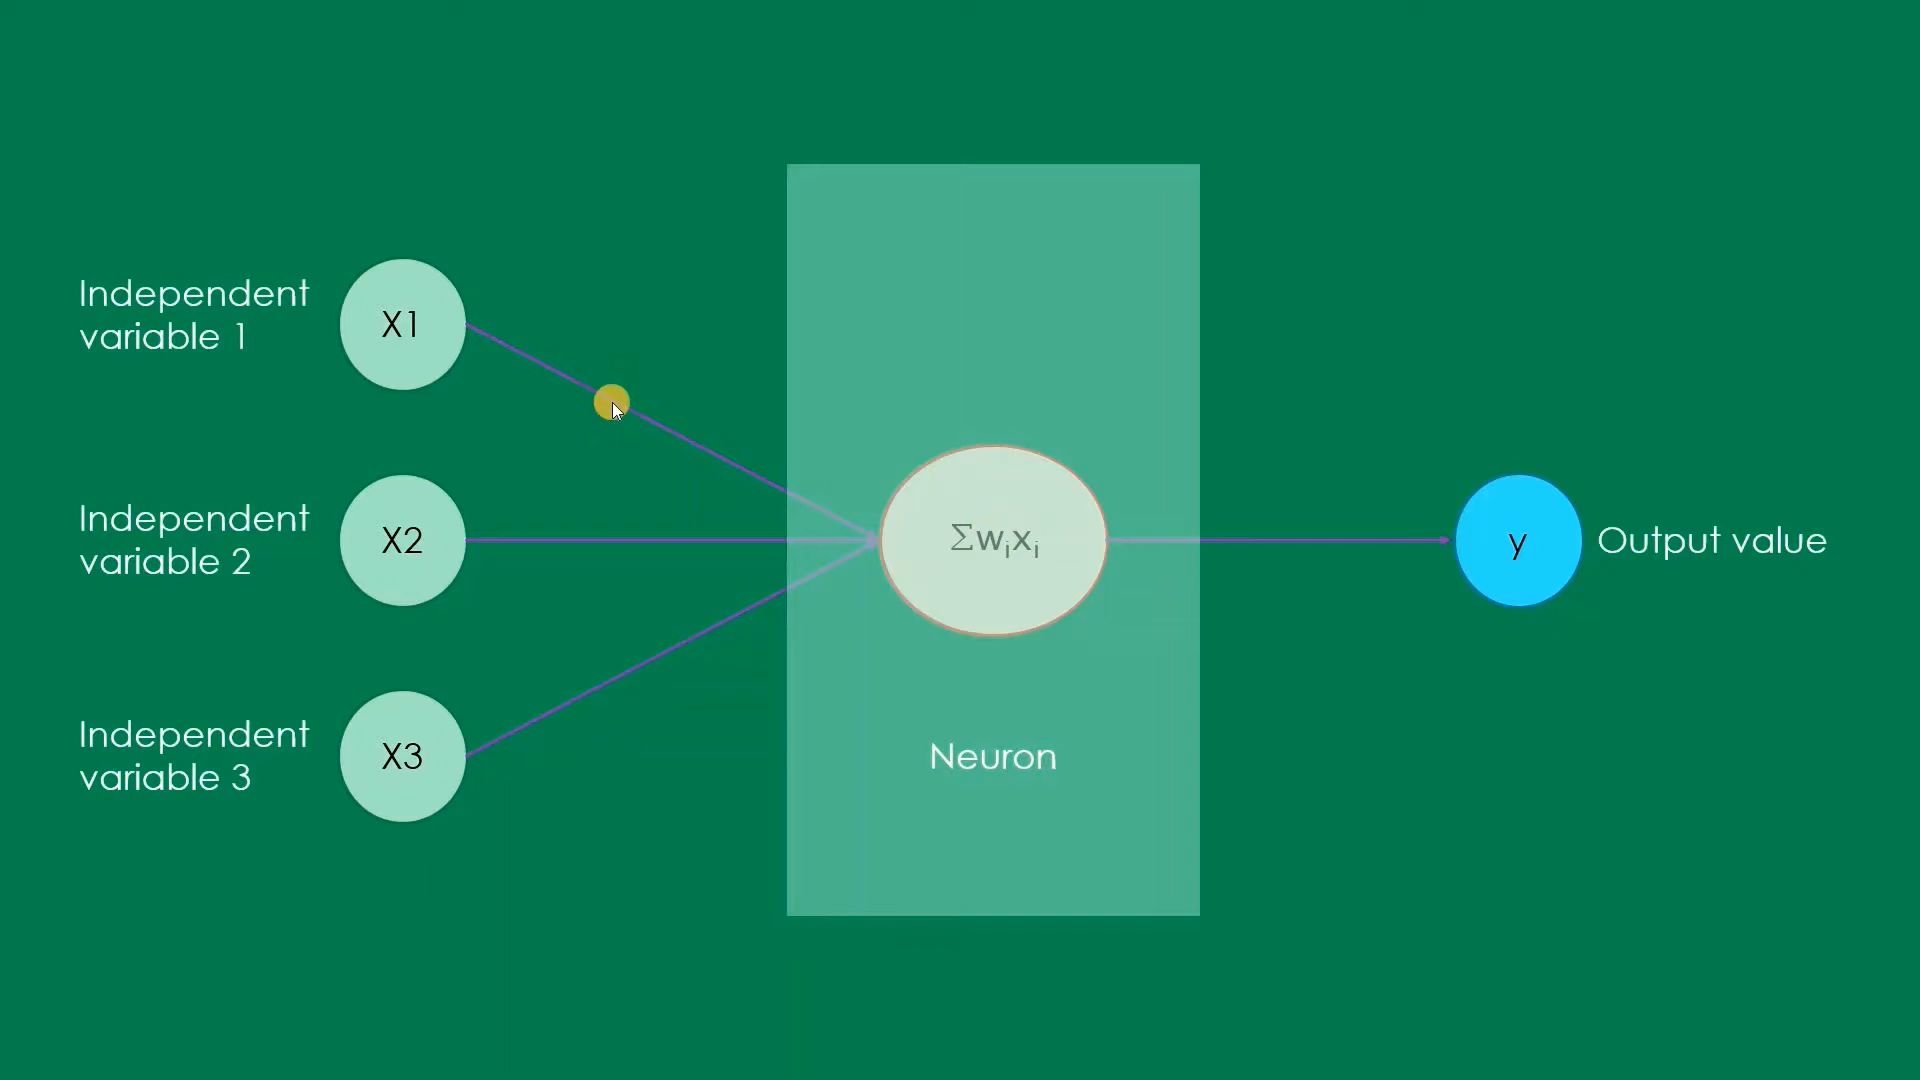 Independent
variable 1
X1
Independent
variable 2
X2
Σwᵢxᵢ
y
Output value
Independent
variable 3
X3
Neuron